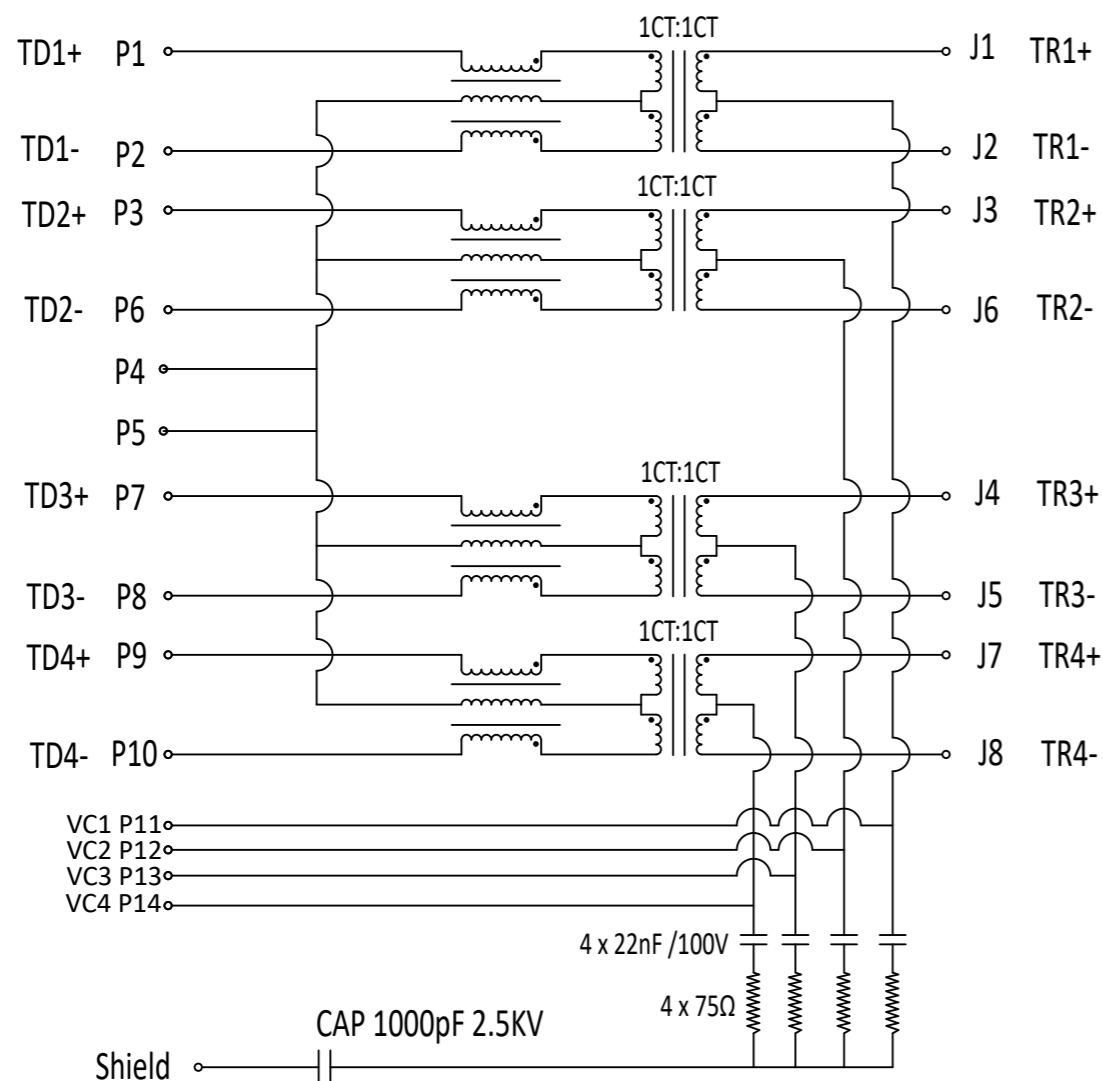 1CT:1CT
TD1+ P1 J1 TR1+
TD1- P2 J2 TR1-
1CT:1CT
TD2+ P3 J3 TR2+
TD2- P6 J6 TR2-
P4
P5
1CT:1CT
TD3+ P7 J4 TR3+
TD3- P8 J5 TR3-
1CT:1CT
TD4+ P9 J7 TR4+
TD4- P10 J8 TR4-
VC1 P11
VC2 P12
VC3 P13
VC4 P14
4 x 22nF /100V
4 x 75Ω
CAP 1000pF 2.5KV
Shield